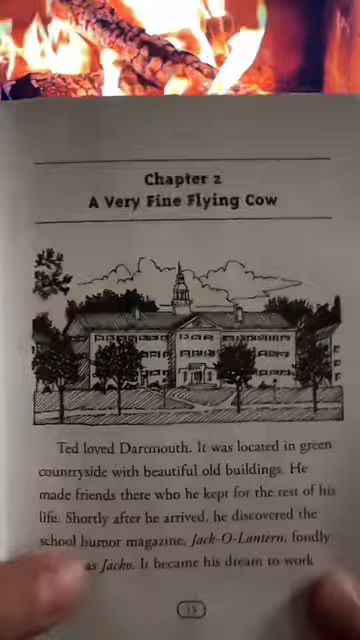 Chapter 2
A Very Fine Flying Cow
Ted loved Dartmouth. It was located in green
countryside with beautiful old buildings. He
made friends there who he kept for the rest of his
life. Shortly after he arrived, he discovered the
school humor magazine, Jack-O-Lantern, fondly
as Jacko. It became his dream to work
15